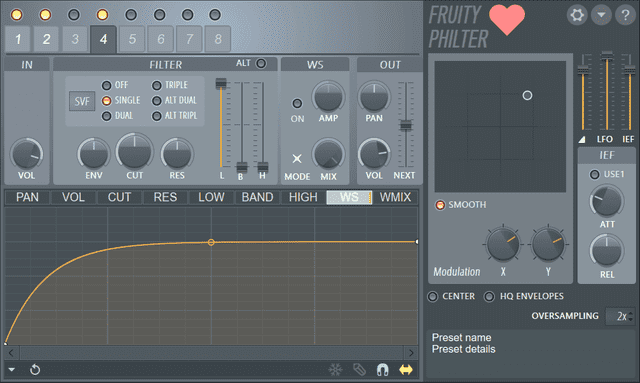 FRUITY
PHILTER
?
1 2 3 4 5 6 7 8
IN
FILTER
ALT
WS
OUT
SVF
OFF
SINGLE
DUAL
TRIPLE
ALT DUAL
ALT TRIPL
ON
AMP
PAN
VOL
ENV
CUT
RES
L B H
MODE
MIX
VOL
NEXT
PAN VOL CUT RES LOW BAND HIGH WS WMIX
SMOOTH
Modulation
X
Y
LFO
IEF
IEF
USE1
ATT
REL
CENTER
HQ ENVELOPES
OVERSAMPLING
2x
Preset name
Preset details